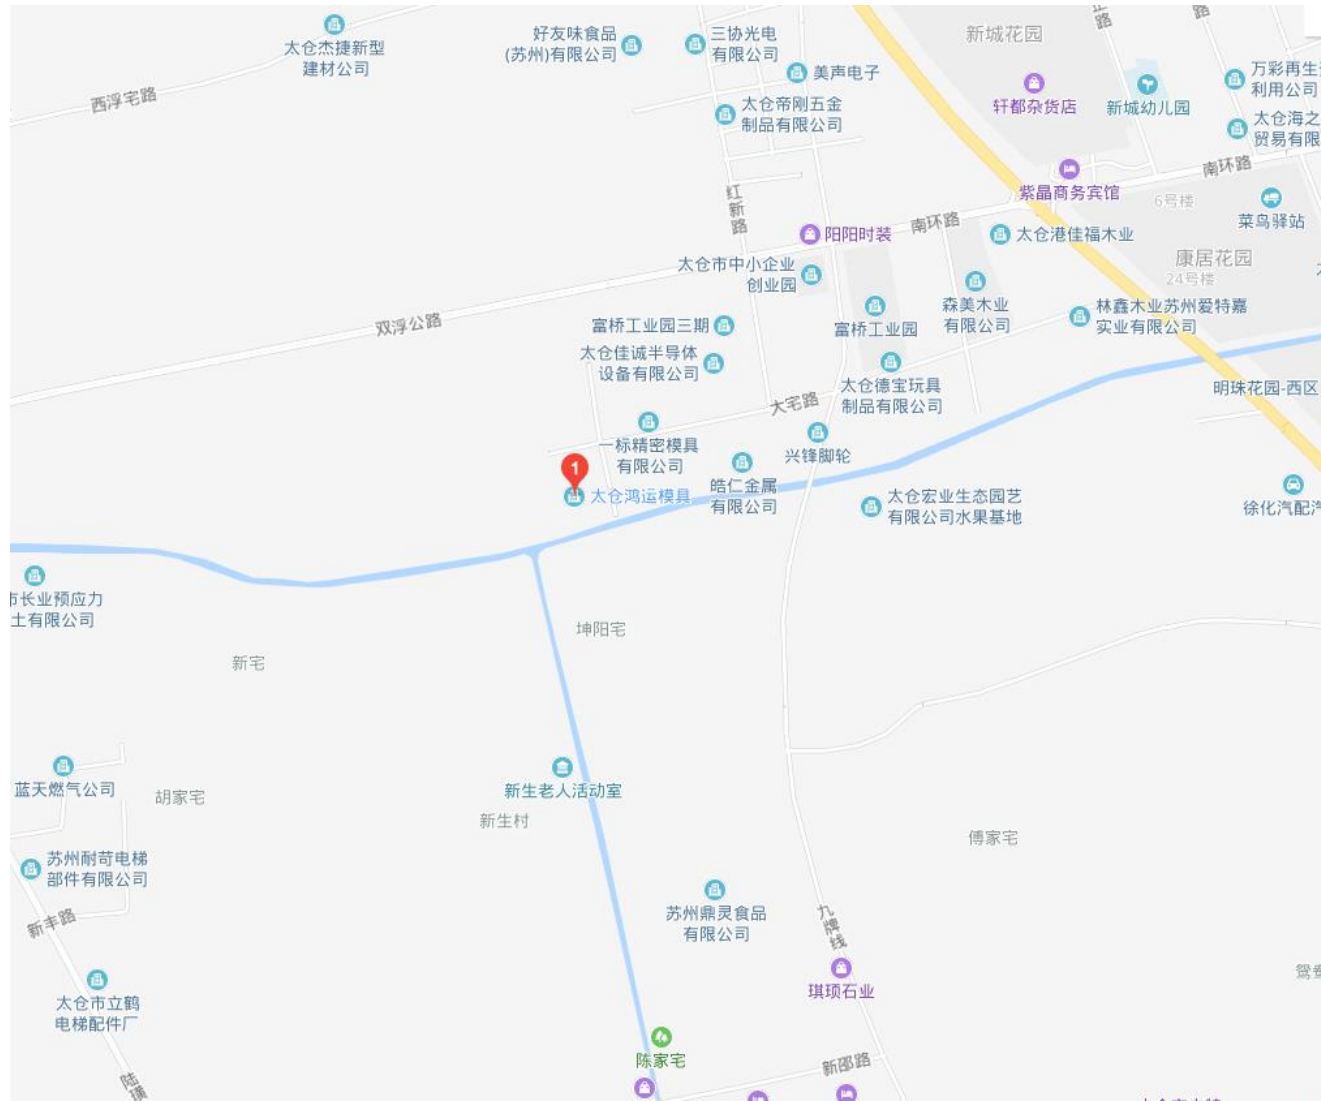 太仓杰捷新型
建材公司
好友味食品
(苏州)有限公司
三协光电
有限公司
美声电子
新城花园
正路
路
轩都杂货店
新城幼儿园
万彩再生
利用公司
西浮宅路
太仓帝刚五金
制品有限公司
太仓海之
贸易有限
南环路
紫晶商务宾馆
6号楼
菜鸟驿站
红新路
阳阳时装
南环路
太仓港佳福木业
康居花园
24号楼
太仓市中小企业
创业园
富桥工业园
森美木业
有限公司
林鑫木业苏州爱特嘉
实业有限公司
双浮公路
富桥工业园三期
太仓佳诚半导体
设备有限公司
太仓德宝玩具
制品有限公司
明珠花园-西区
大宅路
一标精密模具
有限公司
兴锋脚轮
1
太仓鸿运模具
皓仁金属
有限公司
太仓宏业生态园艺
有限公司水果基地
徐化汽配汽
市长业预应力
土有限公司
坤阳宅
新宅
蓝天燃气公司
胡家宅
新生老人活动室
新生村
傅家宅
苏州耐苛电梯
部件有限公司
新丰路
苏州鼎灵食品
有限公司
九牌线
琪顼石业
鸳鸯
太仓市立鹤
电梯配件厂
陈家宅
新邵路
陆璜